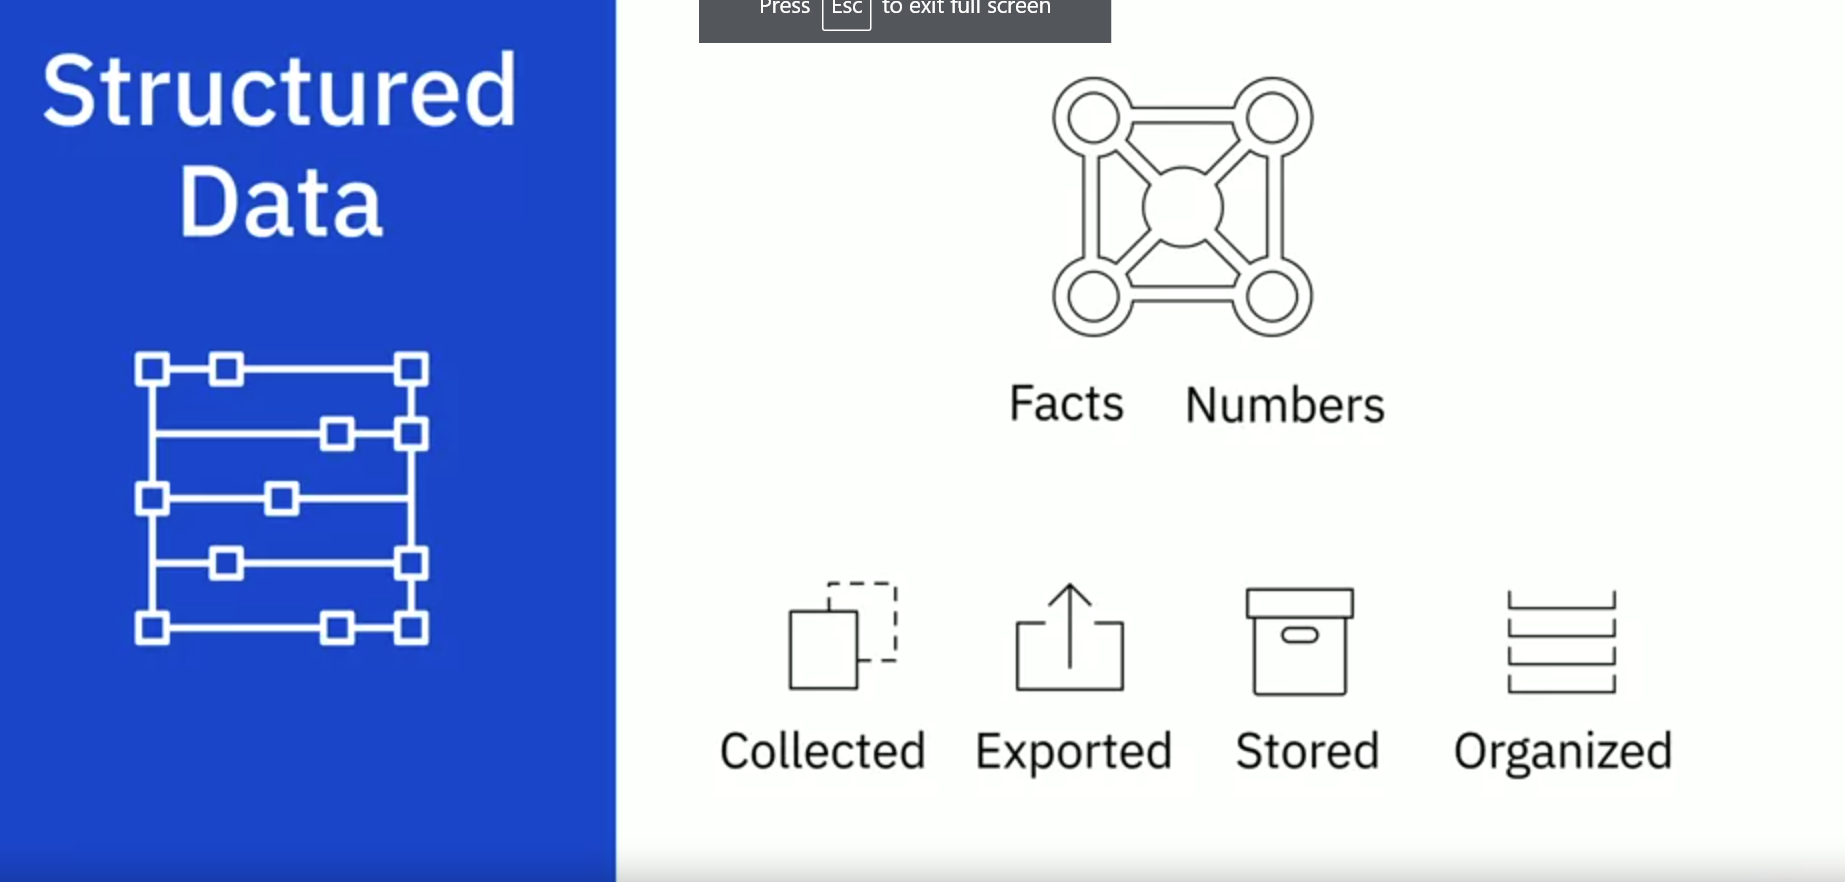 Press Esc to exit full screen
Structured
Data
Facts Numbers
Collected Exported Stored Organized